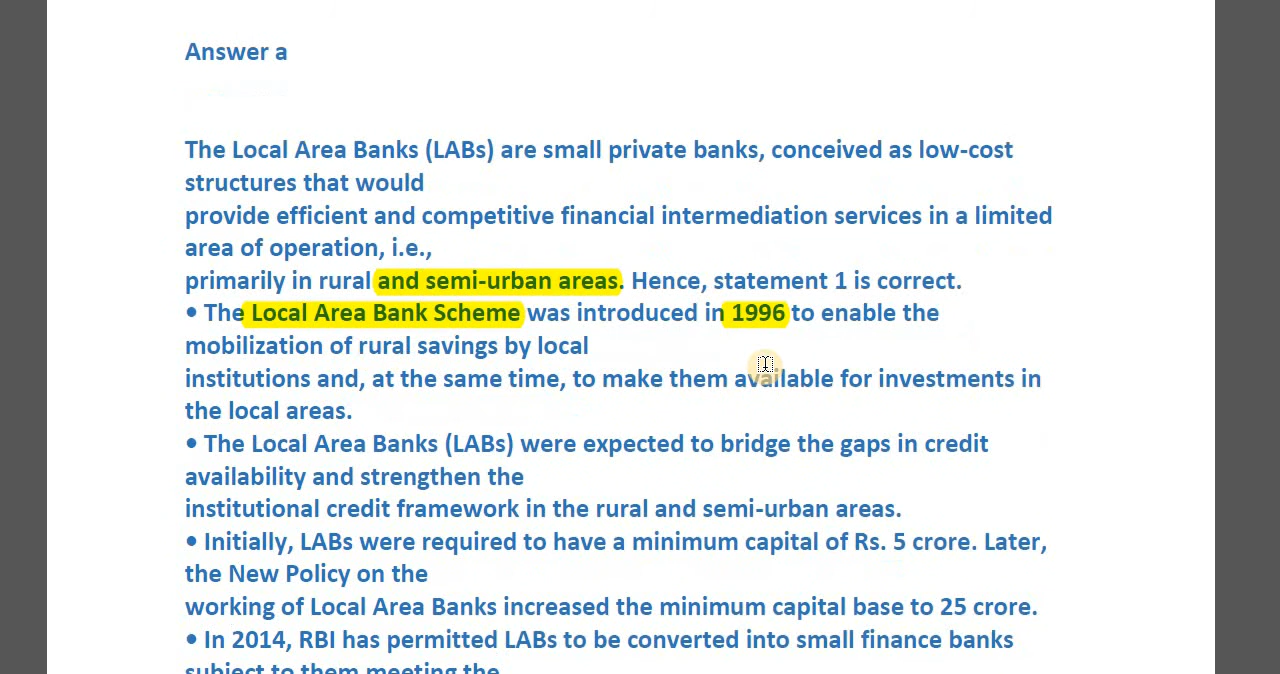 Answer a
The Local Area Banks (LABs) are small private banks, conceived as low-cost
structures that would
provide efficient and competitive financial intermediation services in a limited
area of operation, i.e.,
primarily in rural and semi-urban areas. Hence, statement 1 is correct.
• The Local Area Bank Scheme was introduced in 1996 to enable the
mobilization of rural savings by local
institutions and, at the same time, to make them available for investments in
the local areas.
• The Local Area Banks (LABs) were expected to bridge the gaps in credit
availability and strengthen the
institutional credit framework in the rural and semi-urban areas.
• Initially, LABs were required to have a minimum capital of Rs. 5 crore. Later,
the New Policy on the
working of Local Area Banks increased the minimum capital base to 25 crore.
• In 2014, RBI has permitted LABs to be converted into small finance banks
subject to them meeting the